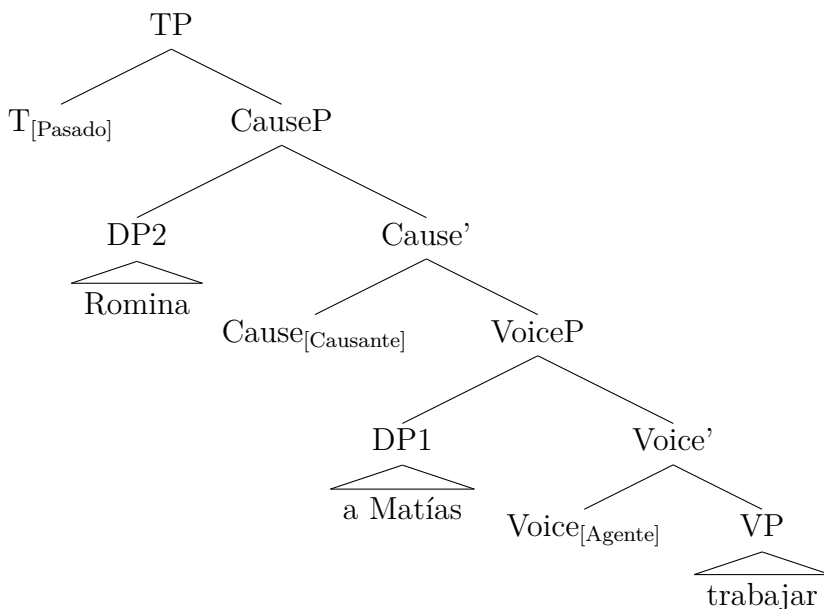 TP
T[Pasado] CauseP
DP2 Cause’
Romina
Cause[Causante] VoiceP
DP1 Voice’
a Matías
Voice[Agente] VP
trabajar